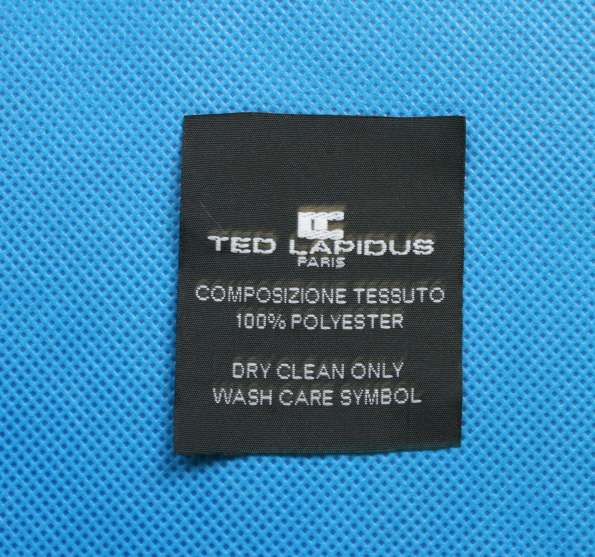 TED LAPIDUS
PARIS
COMPOSIZIONE TESSUTO
100% POLYESTER
DRY CLEAN ONLY
WASH CARE SYMBOL